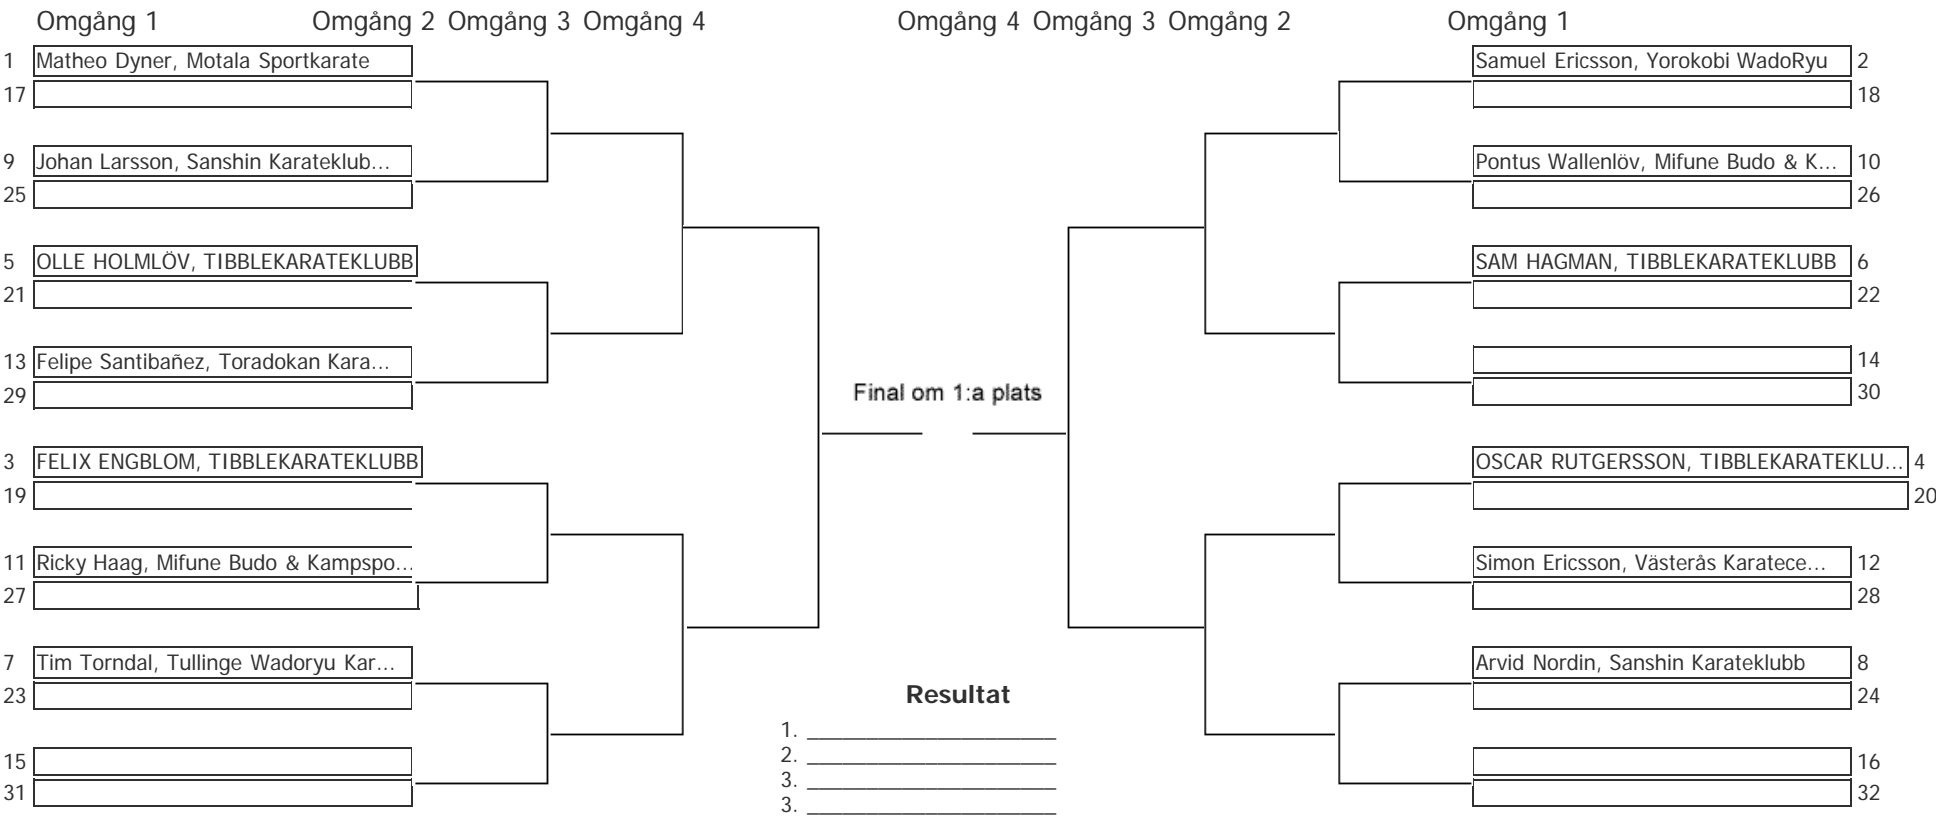 Omgång 1 Omgång 2 Omgång 3 Omgång 4 Omgång 4 Omgång 3 Omgång 2 Omgång 1
1 Matheo Dyner, Motala Sportkarate
17
9 Johan Larsson, Sanshin Karateklub...
25
5 OLLE HOLMLÖV, TIBBLEKARATEKLUBB
21
13 Felipe Santibañez, Toradokan Kara...
29
3 FELIX ENGBLOM, TIBBLEKARATEKLUBB
19
11 Ricky Haag, Mifune Budo & Kampspo...
27
7 Tim Torndal, Tullinge Wadoryu Kar...
23
15
31
Final om 1:a plats
Resultat
1. ______________________
2. ______________________
3. ______________________
3. ______________________
Samuel Ericsson, Yorokobi WadoRyu 2
18
Pontus Wallenlöv, Mifune Budo & K... 10
26
SAM HAGMAN, TIBBLEKARATEKLUBB 6
22
14
30
OSCAR RUTGERSSON, TIBBLEKARATEKLU... 4
20
Simon Ericsson, Västerås Karatece... 12
28
Arvid Nordin, Sanshin Karateklubb 8
24
16
32